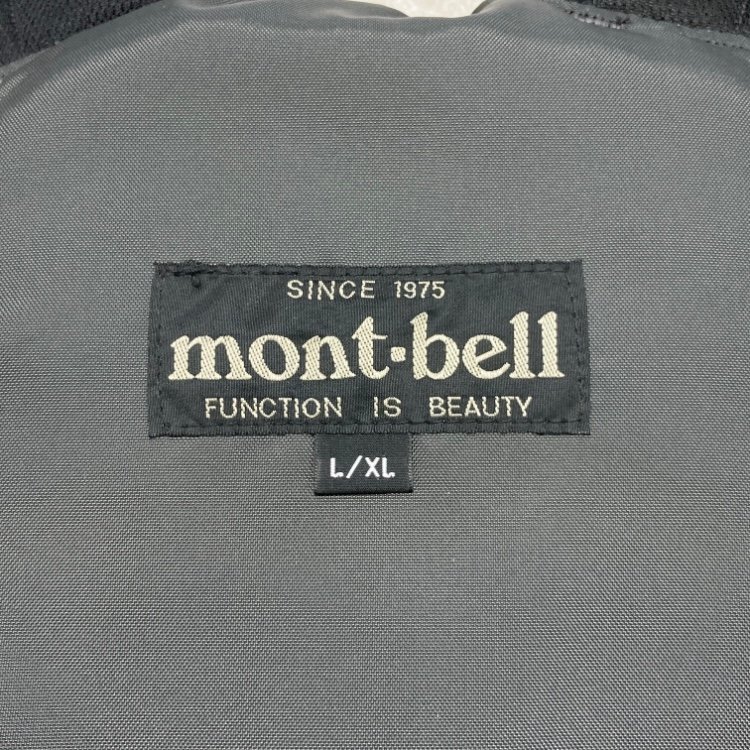 SINCE 1975
mont-bell
FUNCTION IS BEAUTY
L/XL